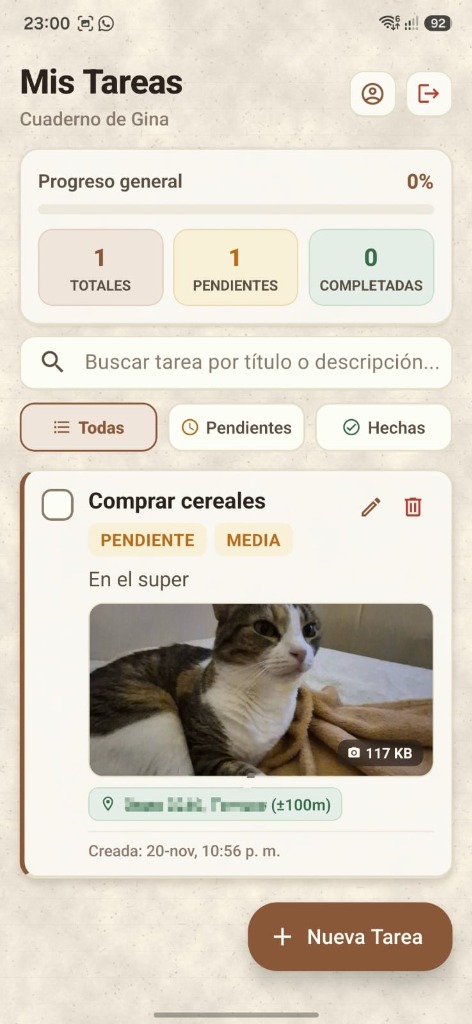 23:00
6
92
Mis Tareas
Cuaderno de Gina
Progreso general 0%
1 1 0
TOTALES PENDIENTES COMPLETADAS
Buscar tarea por título o descripción...
Todas Pendientes Hechas
Comprar cereales
PENDIENTE MEDIA
En el super
117 KB
(±100m)
Creada: 20-nov, 10:56 p. m.
+ Nueva Tarea